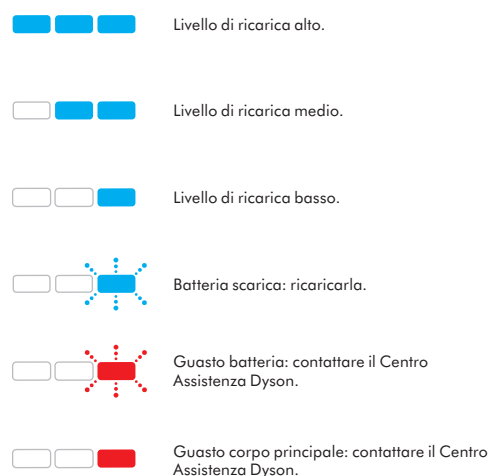 Livello di ricarica alto.
Livello di ricarica medio.
Livello di ricarica basso.
Batteria scarica: ricaricarla.
Guasto batteria: contattare il Centro
Assistenza Dyson.
Guasto corpo principale: contattare il Centro
Assistenza Dyson.